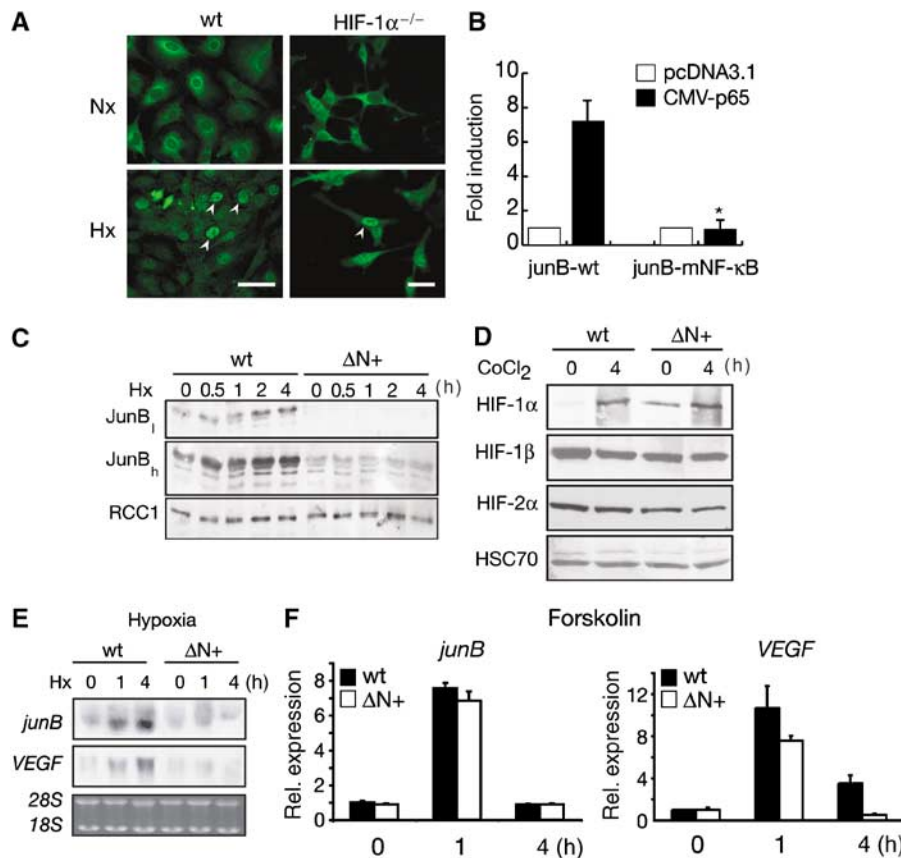 A
wt HIF-1α−/−
Nx
Hx
B
pcDNA3.1
CMV-p65
Fold induction
10
8
6
4
2
0
*
junB-wt junB-mNF-κB
C
wt ΔN+
Hx 0 0.5 1 2 4 0 0.5 1 2 4 (h)
JunB l
JunB h
RCC1
D
wt ΔN+
CoCl2 0 4 0 4 (h)
HIF-1α
HIF-1β
HIF-2α
HSC70
E
Hypoxia
wt ΔN+
Hx 0 1 4 0 1 4 (h)
junB
VEGF
28S
18S
F
Forskolin
junB
wt
ΔN+
Rel. expression
8
6
4
2
0
0 1 4 (h)
VEGF
wt
ΔN+
Rel. expression
12
8
4
0
0 1 4 (h)